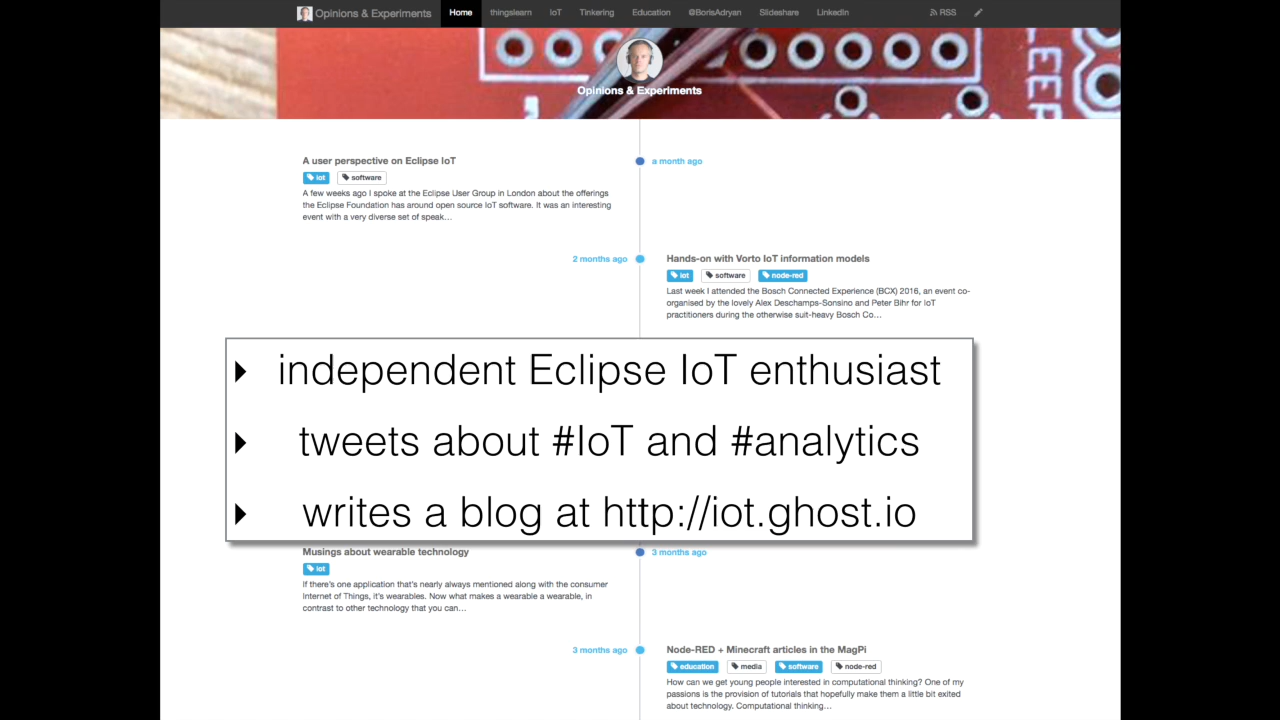 Opinions & Experiments Home thingslearn IoT Tinkering Education @BorisAdryan Slideshare LinkedIn RSS
EEP
Opinions & Experiments
A user perspective on Eclipse IoT
a month ago
iot software
A few weeks ago I spoke at the Eclipse User Group in London about the offerings
the Eclipse Foundation has around open source IoT software. It was an interesting
event with a very diverse set of speak…
2 months ago
Hands-on with Vorto IoT information models
iot software node-red
Last week I attended the Bosch Connected Experience (BCX) 2016, an event co-
organised by the lovely Alex Deschamps-Sonsino and Peter Bihr for IoT
practitioners during the otherwise suit-heavy Bosch Co…
independent Eclipse IoT enthusiast
tweets about #IoT and #analytics
writes a blog at http://iot.ghost.io
Musings about wearable technology
3 months ago
iot
If there's one application that's nearly always mentioned along with the consumer
Internet of Things, it's wearables. Now what makes a wearable a wearable, in
contrast to other technology that you can…
3 months ago
Node-RED + Minecraft articles in the MagPi
education media software node-red
How can we get young people interested in computational thinking? One of my
passions is the provision of tutorials that hopefully make them a little bit exited
about technology. Computational thinking…